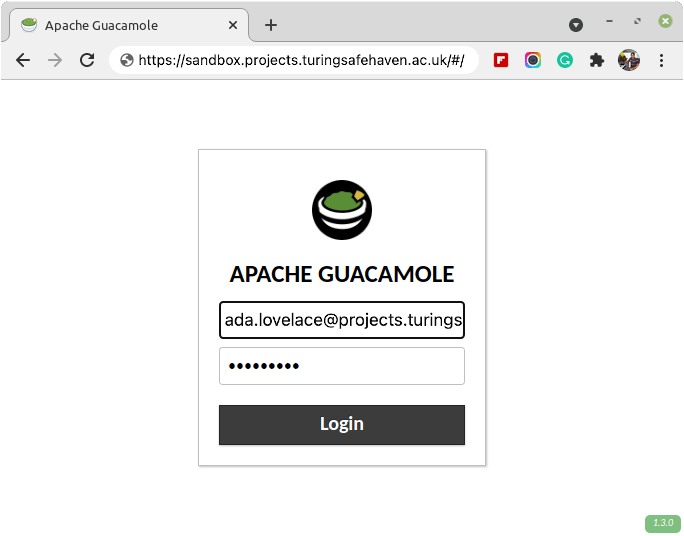 Apache Guacamole
https://sandbox.projects.turingsafehaven.ac.uk/#/
APACHE GUACAMOLE
ada.lovelace@projects.turings
•••••••••
Login
1.3.0